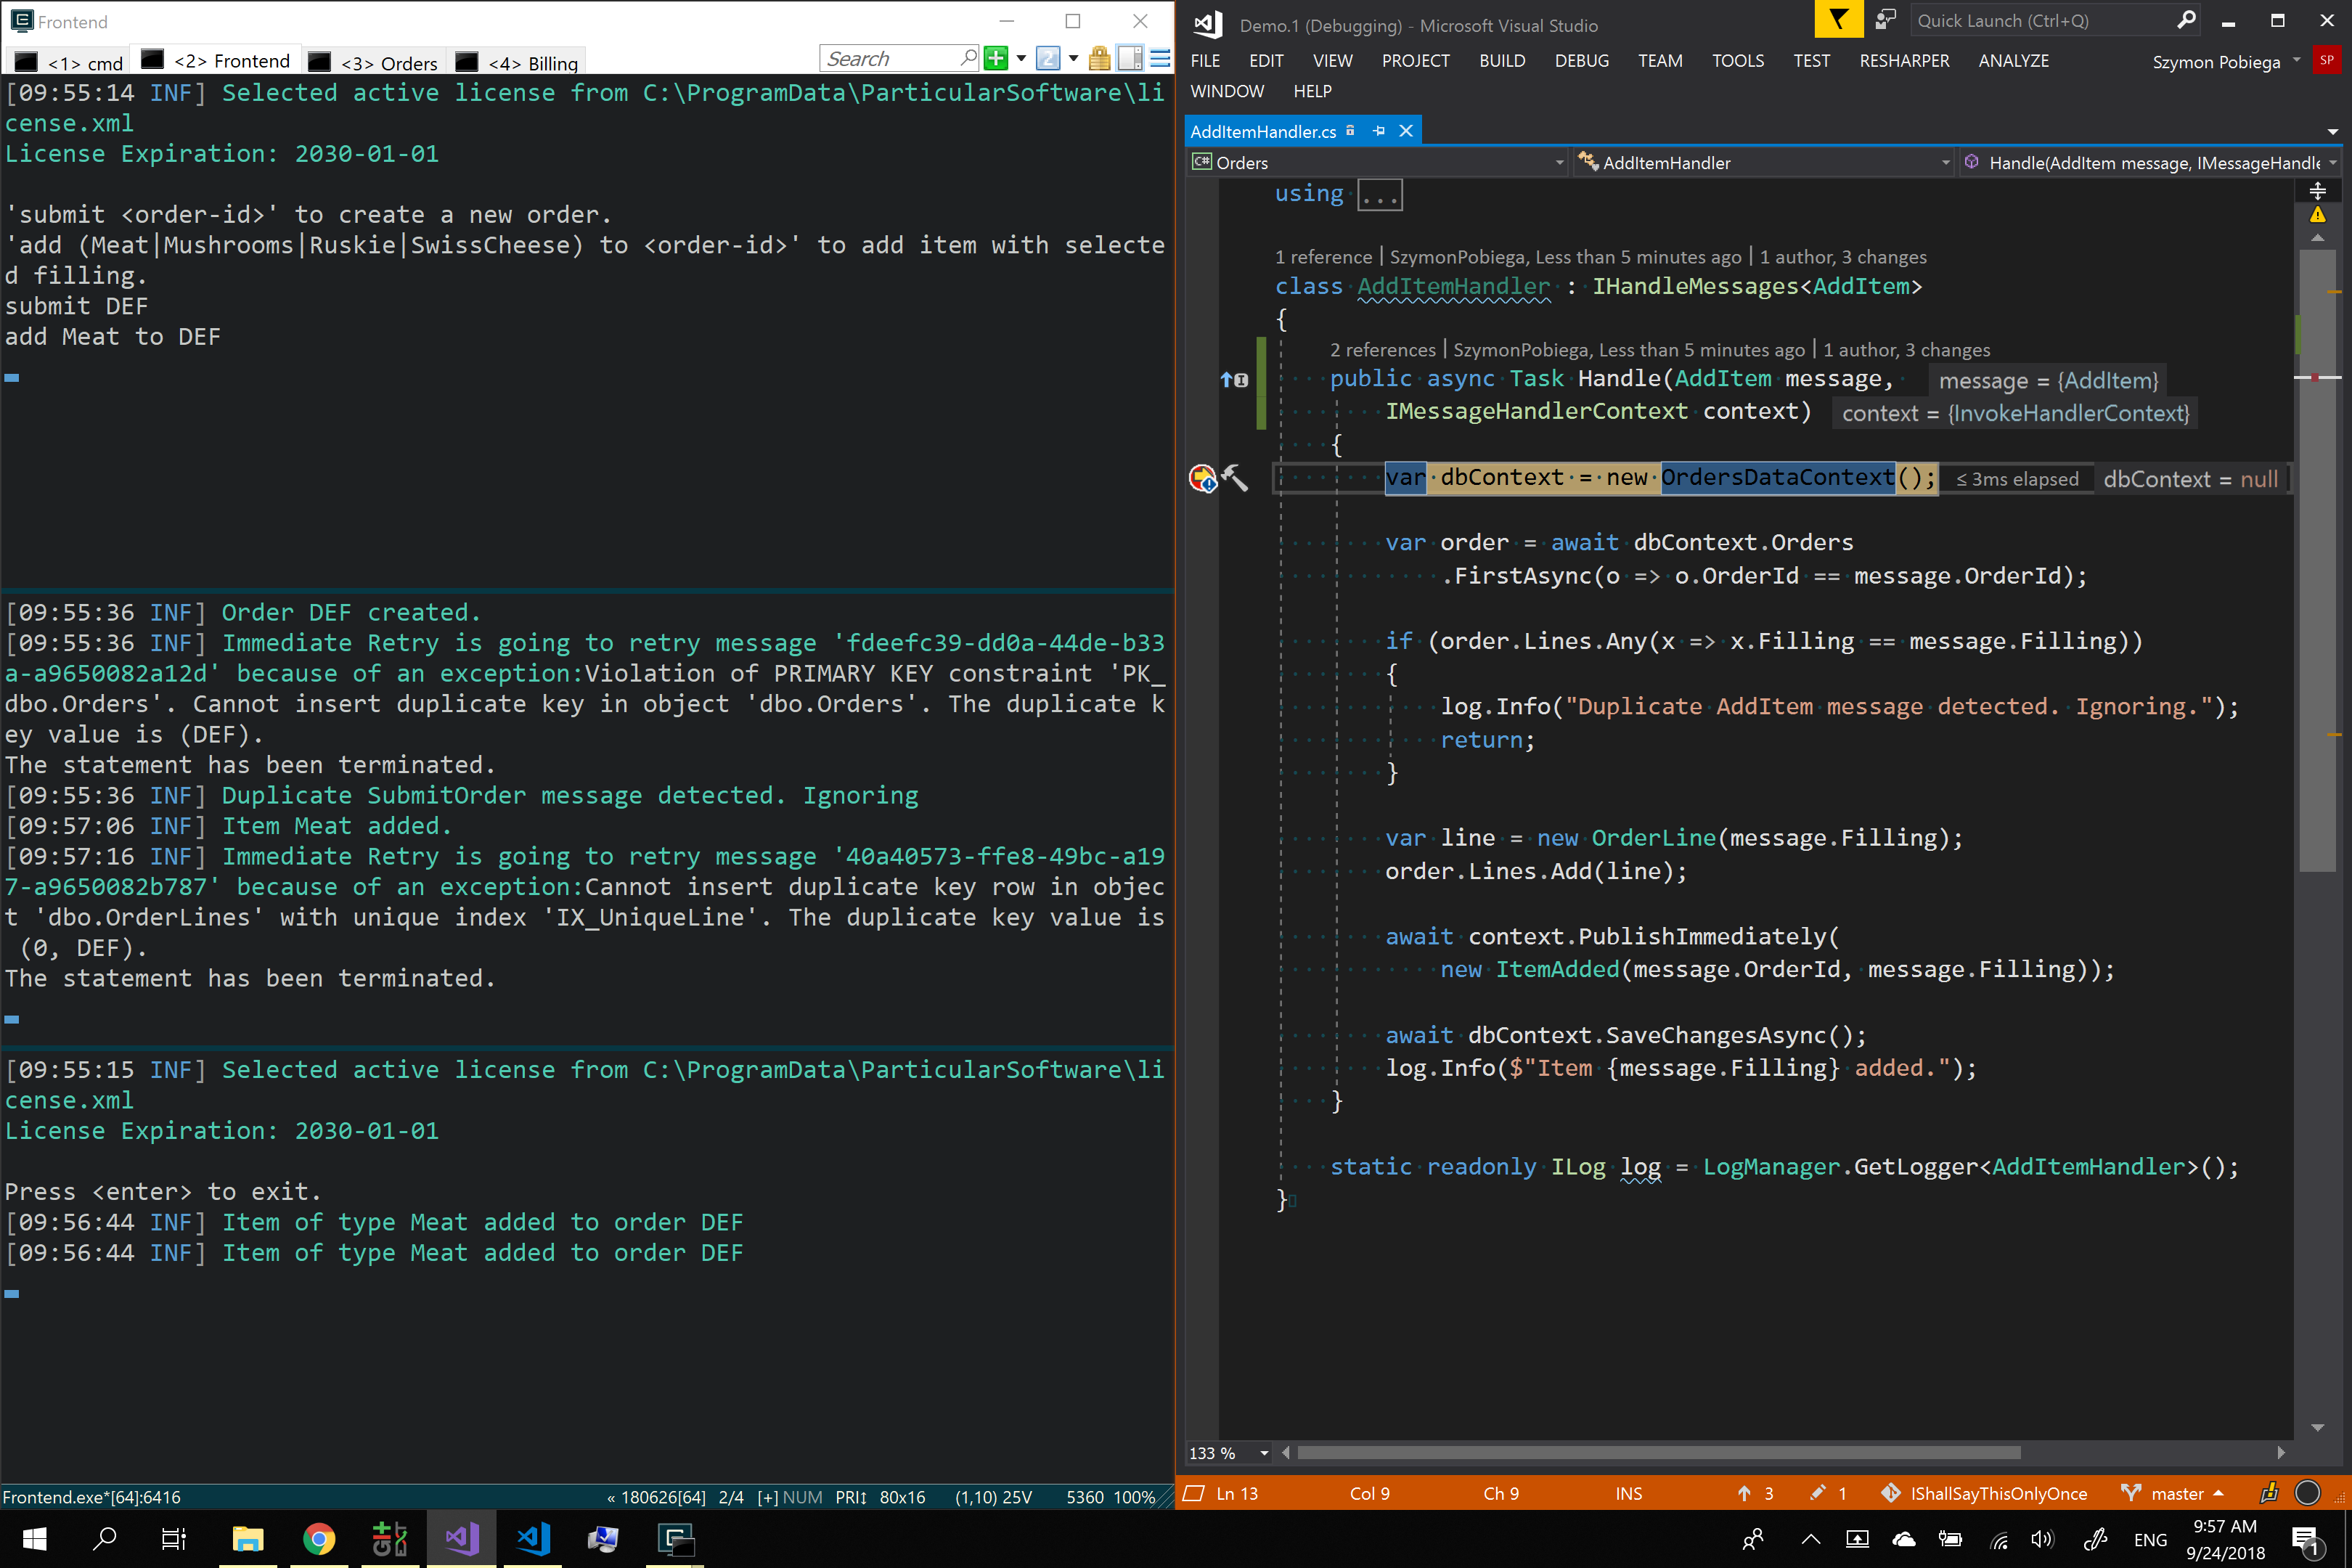 Frontend
<1> cmd
<2> Frontend
<3> Orders
<4> Billing
Search
[09:55:14 INF] Selected active license from C:\ProgramData\ParticularSoftware\li
cense.xml
License Expiration: 2030-01-01
'submit <order-id>' to create a new order.
'add (Meat|Mushrooms|Ruskie|SwissCheese) to <order-id>' to add item with selecte
d filling.
submit DEF
add Meat to DEF
[09:55:36 INF] Order DEF created.
[09:55:36 INF] Immediate Retry is going to retry message 'fdeefc39-dd0a-44de-b33
a-a9650082a12d' because of an exception:Violation of PRIMARY KEY constraint 'PK_
dbo.Orders'. Cannot insert duplicate key in object 'dbo.Orders'. The duplicate k
ey value is (DEF).
The statement has been terminated.
[09:55:36 INF] Duplicate SubmitOrder message detected. Ignoring
[09:57:06 INF] Item Meat added.
[09:57:16 INF] Immediate Retry is going to retry message '40a40573-ffe8-49bc-a19
7-a9650082b787' because of an exception:Cannot insert duplicate key row in objec
t 'dbo.OrderLines' with unique index 'IX_UniqueLine'. The duplicate key value is
(0, DEF).
The statement has been terminated.
[09:55:15 INF] Selected active license from C:\ProgramData\ParticularSoftware\li
cense.xml
License Expiration: 2030-01-01
Press <enter> to exit.
[09:56:44 INF] Item of type Meat added to order DEF
[09:56:44 INF] Item of type Meat added to order DEF
Frontend.exe*[64]:6416
« 180626[64] 2/4 [+] NUM PRI↕ 80x16 (1,10) 25V 5360 100%
Demo.1 (Debugging) - Microsoft Visual Studio
Quick Launch (Ctrl+Q)
FILE EDIT VIEW PROJECT BUILD DEBUG TEAM TOOLS TEST RESHARPER ANALYZE
Szymon Pobiega SP
WINDOW HELP
AddItemHandler.cs
C# Orders
AddItemHandler
Handle(AddItem message, IMessageHandle
using ...
1 reference | SzymonPobiega, Less than 5 minutes ago | 1 author, 3 changes
class AddItemHandler : IHandleMessages<AddItem>
{
2 references | SzymonPobiega, Less than 5 minutes ago | 1 author, 3 changes
public async Task Handle(AddItem message, message = {AddItem}
IMessageHandlerContext context) context = {InvokeHandlerContext}
{
var dbContext = new OrdersDataContext(); ≤ 3ms elapsed dbContext = null
var order = await dbContext.Orders
.FirstAsync(o => o.OrderId == message.OrderId);
if (order.Lines.Any(x => x.Filling == message.Filling))
{
log.Info("Duplicate AddItem message detected. Ignoring.");
return;
}
var line = new OrderLine(message.Filling);
order.Lines.Add(line);
await context.PublishImmediately(
new ItemAdded(message.OrderId, message.Filling));
await dbContext.SaveChangesAsync();
log.Info($"Item {message.Filling} added.");
}
static readonly ILog log = LogManager.GetLogger<AddItemHandler>();
}
133 %
Ln 13 Col 9 Ch 9 INS 3 1 IShallSayThisOnlyOnce master
ENG
9:57 AM
9/24/2018
1